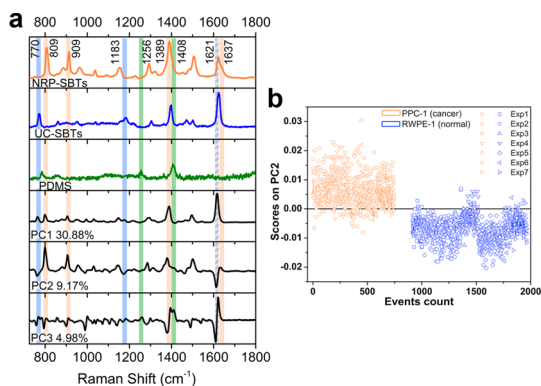 a
800 1000 1200 1400 1600 1800
770
809
909
1183
1256
1389
1408
1621
1637
NRP-SBTs
UC-SBTs
PDMS
PC1 30.88%
PC2 9.17%
PC3 4.98%
800 1000 1200 1400 1600 1800
Raman Shift (cm-1)
b
PPC-1 (cancer)
RWPE-1 (normal)
Exp1
Exp2
Exp3
Exp4
Exp5
Exp6
Exp7
Scores on PC2
0.03
0.02
0.01
0.00
-0.01
-0.02
0 500 1000 1500 2000
Events count